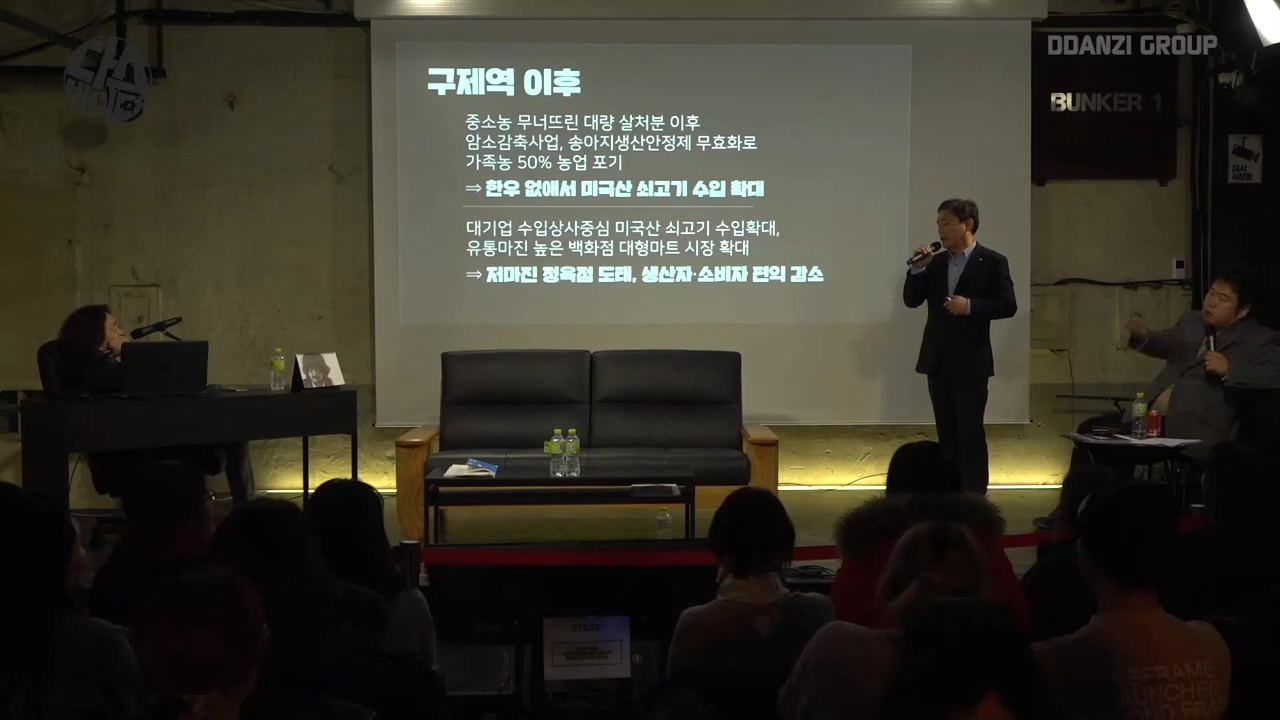 다스
뵈이다
DDANZI GROUP
BUNKER 1
구제역 이후
중소농 무너뜨린 대량 살처분 이후
암소감축사업, 송아지생산안정제 무효화로
가족농 50% 농업 포기
⇒ 한우 없애서 미국산 쇠고기 수입 확대
대기업 수입상사중심 미국산 쇠고기 수입확대,
유통마진 높은 백화점 대형마트 시장 확대
⇒ 저마진 정육점 도태, 생산자·소비자 편익 감소
STAGE